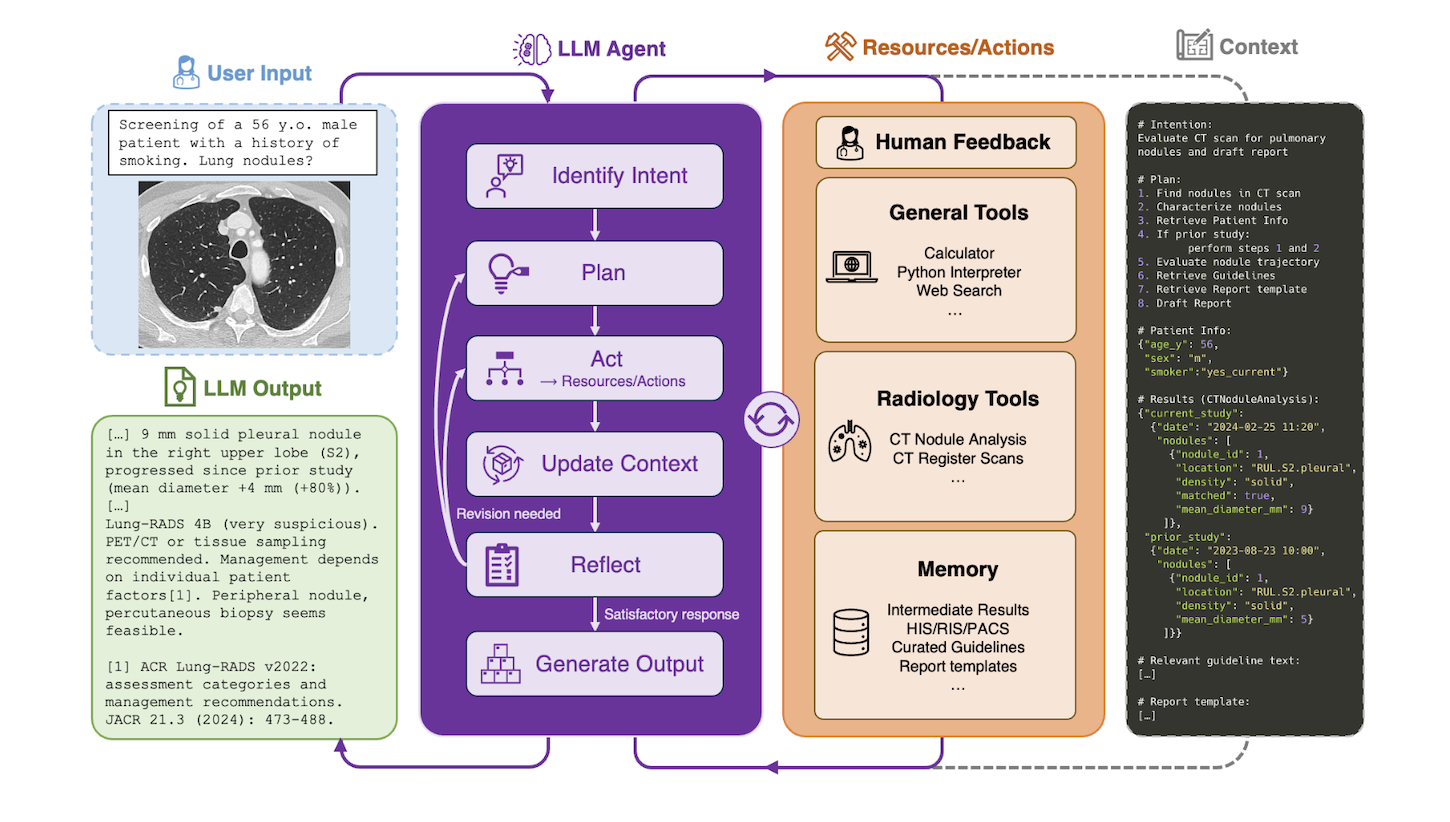 User Input
Screening of a 56 y.o. male
patient with a history of
smoking. Lung nodules?
LLM Output
[…] 9 mm solid pleural nodule
in the right upper lobe (S2),
progressed since prior study
(mean diameter +4 mm (+80%)).
[…]
Lung-RADS 4B (very suspicious).
PET/CT or tissue sampling
recommended. Management depends
on individual patient
factors[1]. Peripheral nodule,
percutaneous biopsy seems
feasible.
[1] ACR Lung-RADS v2022:
assessment categories and
management recommendations.
JACR 21.3 (2024): 473-488.
LLM Agent
Identify Intent
Plan
Act
→ Resources/Actions
Update Context
Revision needed
Reflect
Satisfactory response
Generate Output
Resources/Actions
Human Feedback
General Tools
Calculator
Python Interpreter
Web Search
…
Radiology Tools
CT Nodule Analysis
CT Register Scans
…
Memory
Intermediate Results
HIS/RIS/PACS
Curated Guidelines
Report templates
…
Context
# Intention:
Evaluate CT scan for pulmonary
nodules and draft report
# Plan:
1. Find nodules in CT scan
2. Characterize nodules
3. Retrieve Patient Info
4. If prior study:
perform steps 1 and 2
5. Evaluate nodule trajectory
6. Retrieve Guidelines
7. Retrieve Report template
8. Draft Report
# Patient Info:
{"age_y": 56,
"sex": "m",
"smoker":"yes_current"}
# Results (CTNoduleAnalysis):
{"current_study":
{"date": "2024-02-25 11:20",
"nodules": [
{"nodule_id": 1,
"location": "RUL.S2.pleural",
"density": "solid",
"matched": true,
"mean_diameter_mm": 9}
]},
"prior_study":
{"date": "2023-08-23 10:00",
"nodules": [
{"nodule_id": 1,
"location": "RUL.S2.pleural",
"density": "solid",
"mean_diameter_mm": 5}
]}}
# Relevant guideline text:
[…]
# Report template:
[…]